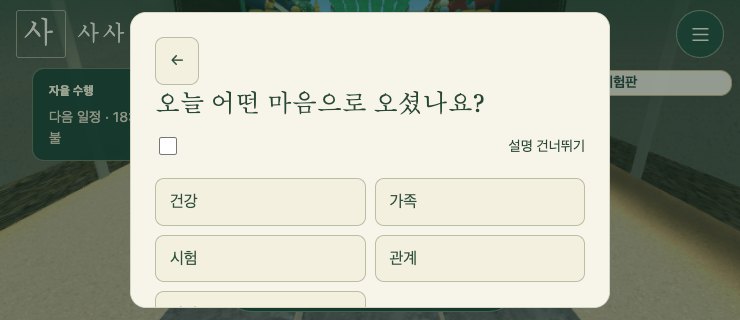 사 사사
자율 수행
다음 일정 · 18
불
시험판
←
오늘 어떤 마음으로 오셨나요?
설명 건너뛰기
건강 가족
시험 관계